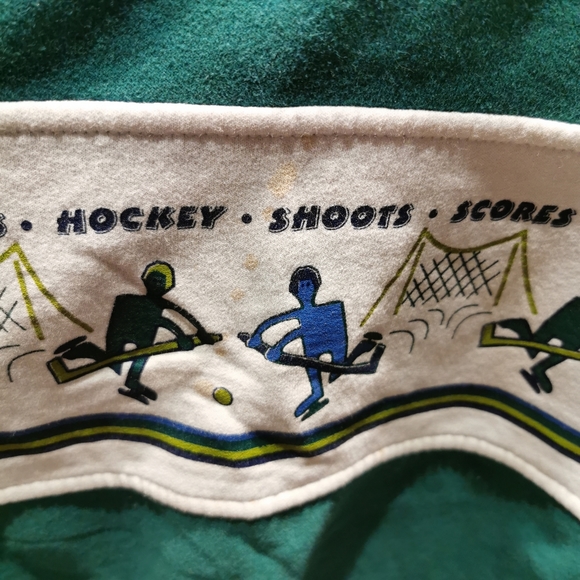 S • HOCKEY • SHOOTS • SCORES